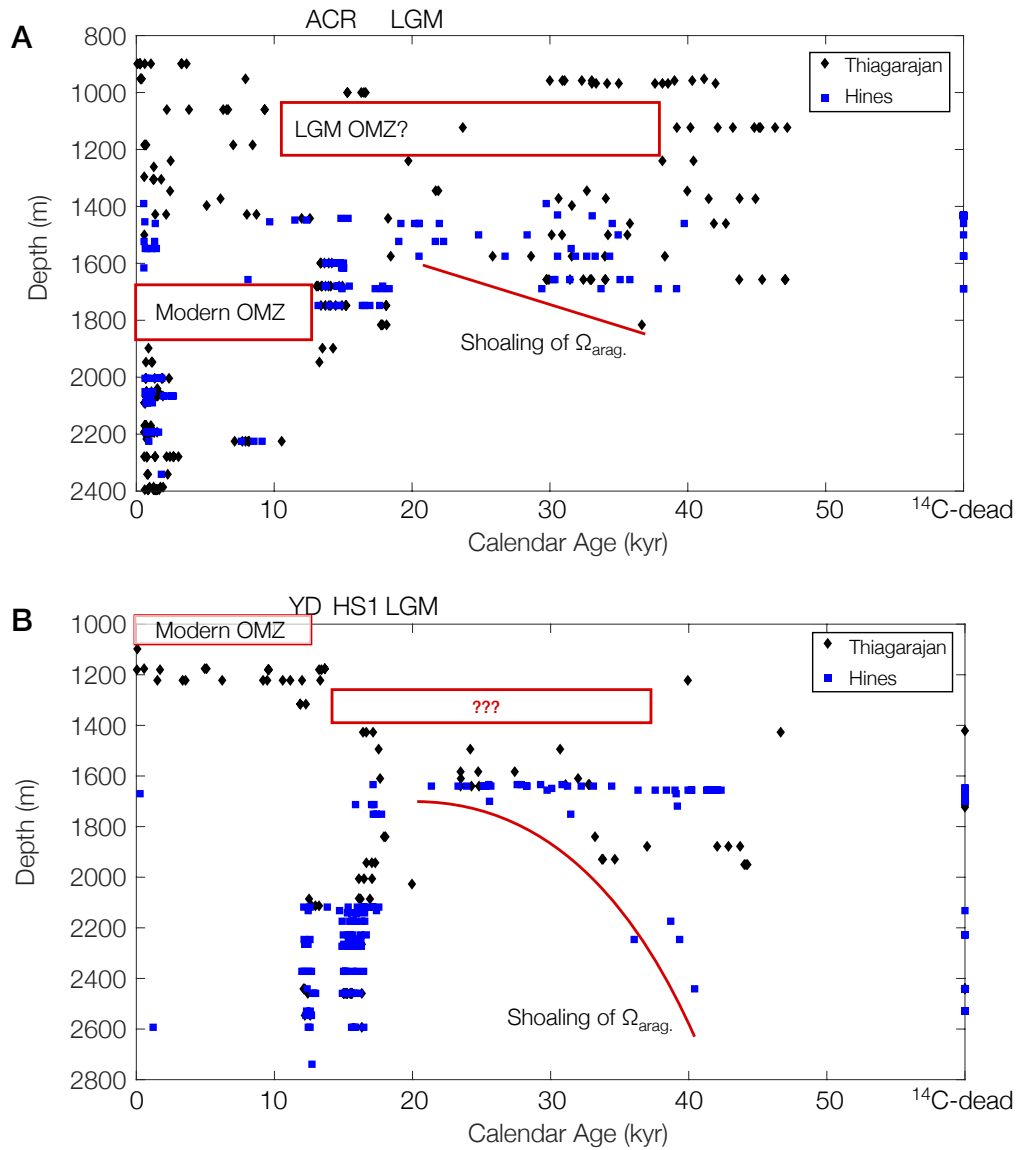 ACR LGM
A
800
1000
1200
1400
1600
1800
2000
2200
2400
Depth (m)
Thiagarajan
Hines
LGM OMZ?
Modern OMZ
Shoaling of Ωarag.
0 10 20 30 40 50 14C-dead
Calendar Age (kyr)
B
YD HS1 LGM
1000
1200
1400
1600
1800
2000
2200
2400
2600
2800
Depth (m)
Modern OMZ
Thiagarajan
Hines
???
Shoaling of Ωarag.
0 10 20 30 40 50 14C-dead
Calendar Age (kyr)